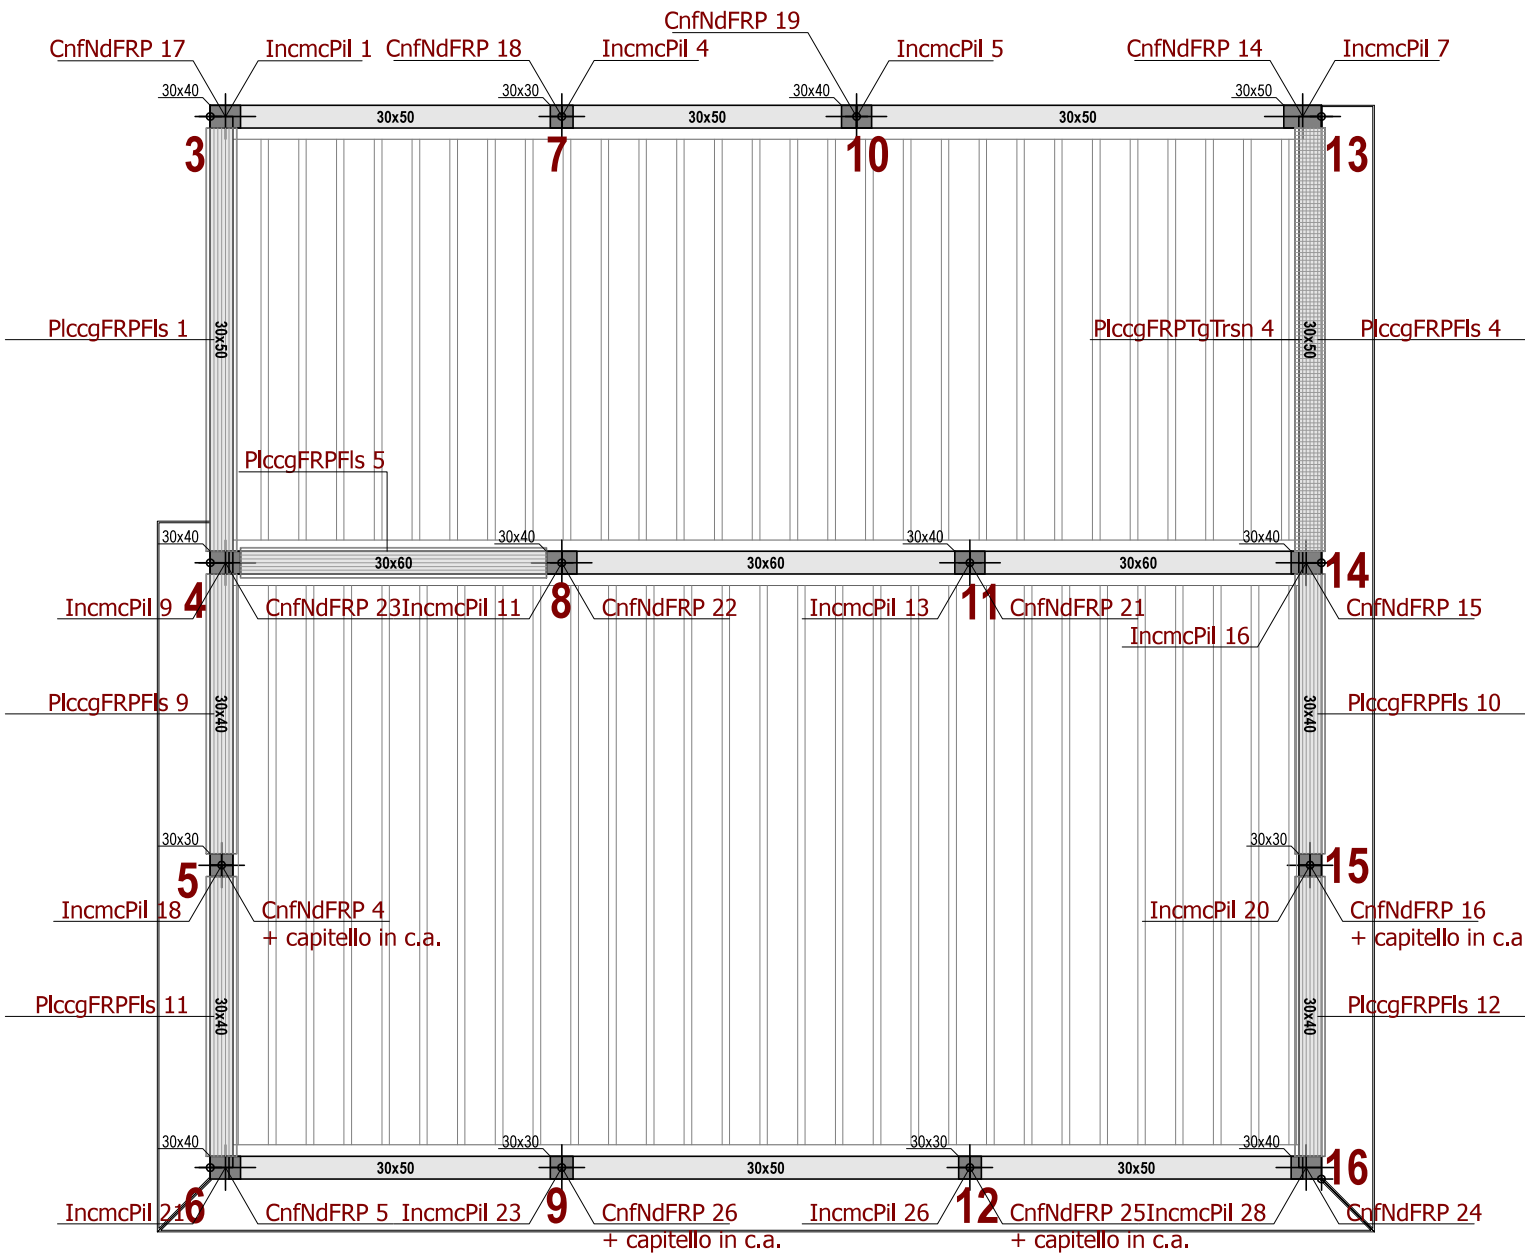 CnfNdFRP 19
CnfNdFRP 17
IncmcPil 1
CnfNdFRP 18
IncmcPil 4
IncmcPil 5
CnfNdFRP 14
IncmcPil 7
30x40
30x30
30x40
30x50
30x50
30x50
30x50
3
7
10
13
PlccgFRPFls 1
30x50
PlccgFRPTgTrsn 4
30x50
PlccgFRPFls 4
PlccgFRPFls 5
30x40
30x40
30x40
30x40
30x60
30x60
30x60
4
8
11
14
IncmcPil 9
CnfNdFRP 23
IncmcPil 11
CnfNdFRP 22
IncmcPil 13
CnfNdFRP 21
IncmcPil 16
CnfNdFRP 15
PlccgFRPFls 9
30x40
30x40
PlccgFRPFls 10
30x30
30x30
5
15
IncmcPil 18
CnfNdFRP 4
+ capitello in c.a.
IncmcPil 20
CnfNdFRP 16
+ capitello in c.a
PlccgFRPFls 11
30x40
30x40
PlccgFRPFls 12
30x40
30x30
30x30
30x40
30x50
30x50
30x50
6
9
12
16
IncmcPil 21
CnfNdFRP 5
IncmcPil 23
CnfNdFRP 26
+ capitello in c.a.
IncmcPil 26
CnfNdFRP 25
+ capitello in c.a.
IncmcPil 28
CnfNdFRP 24